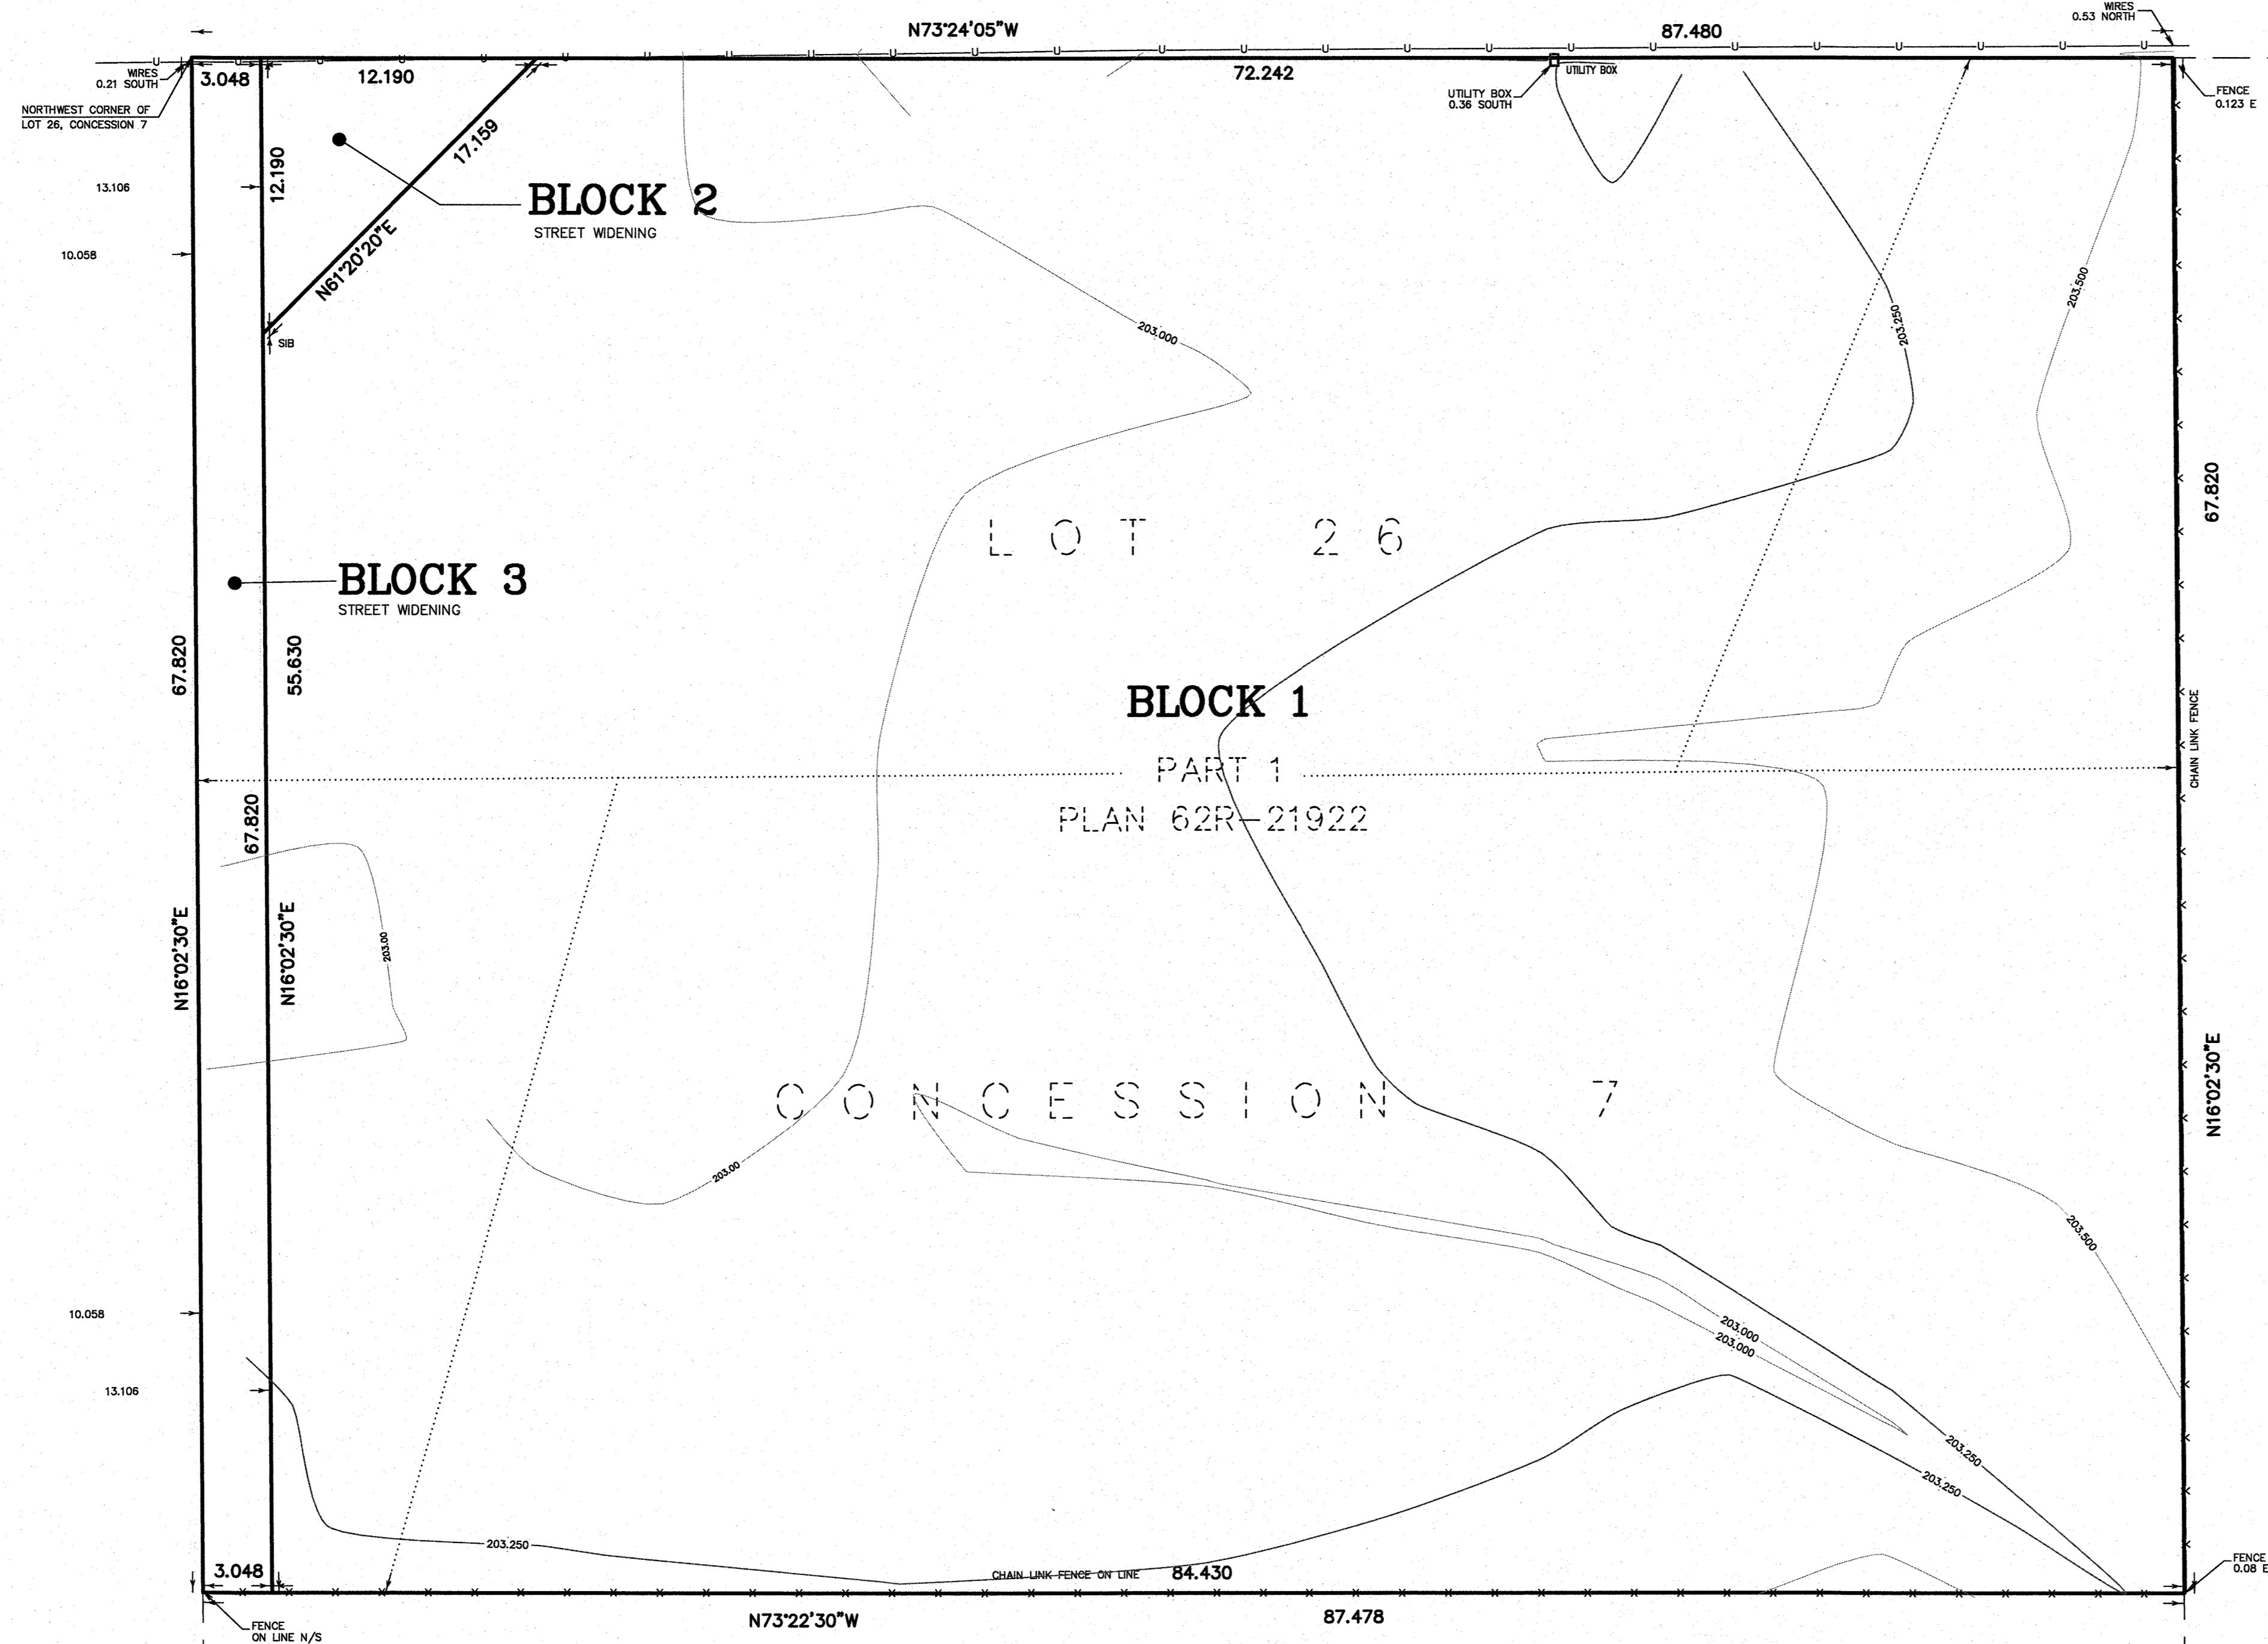 N73°24'05"W
87.480
WIRES
0.53 NORTH
WIRES
0.21 SOUTH
3.048
12.190
72.242
UTILITY BOX
UTILITY BOX
0.36 SOUTH
FENCE
0.123 E
NORTHWEST CORNER OF
LOT 26, CONCESSION 7
17.159
12.190
13.106
BLOCK 2
STREET WIDENING
N61°20'20"E
10.058
203.500
203.250
203.000
SIB
67.820
LOT 26
BLOCK 3
STREET WIDENING
67.820
55.630
BLOCK 1
CHAIN LINK FENCE
PART 1
PLAN 62R-21922
67.820
203.00
N16°02'30"E
N16°02'30"E
N16°02'30"E
CONCESSION 7
203.00
203.500
10.058
203.000
203.000
13.106
203.250
203.250
203.250
3.048
CHAIN LINK FENCE ON LINE
84.430
FENCE
0.08 E
N73°22'30"W
87.478
FENCE
ON LINE N/S
U U U U U U U U U U U U U U U U U U U U U U U U U